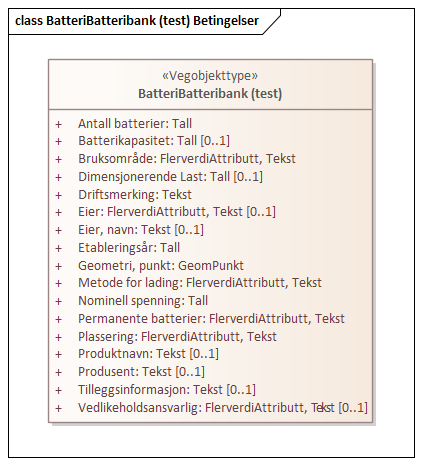 class BatteriBatteribank (test) Betingelser
«Vegobjekttype»
BatteriBatteribank (test)
+ Antall batterier: Tall
+ Batterikapasitet: Tall [0..1]
+ Bruksområde: FlerverdiAttributt, Tekst
+ Dimensjonerende Last: Tall [0..1]
+ Driftsmerking: Tekst
+ Eier: FlerverdiAttributt, Tekst [0..1]
+ Eier, navn: Tekst [0..1]
+ Etableringsår: Tall
+ Geometri, punkt: GeomPunkt
+ Metode for lading: FlerverdiAttributt, Tekst
+ Nominell spenning: Tall
+ Permanente batterier: FlerverdiAttributt, Tekst
+ Plassering: FlerverdiAttributt, Tekst
+ Produktnavn: Tekst [0..1]
+ Produsent: Tekst [0..1]
+ Tilleggsinformasjon: Tekst [0..1]
+ Vedlikeholdsansvarlig: FlerverdiAttributt, Tekst [0..1]